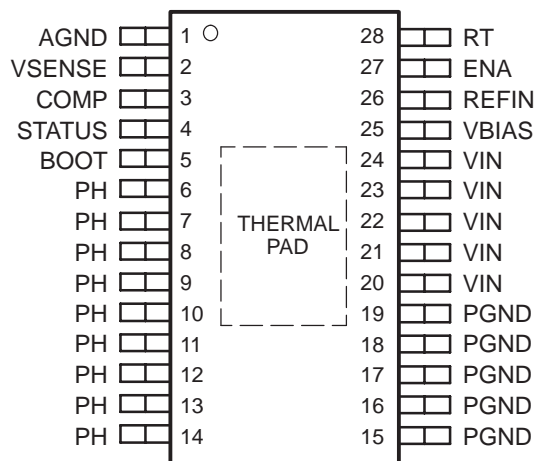 AGND 1 28 RT
VSENSE 2 27 ENA
COMP 3 26 REFIN
STATUS 4 25 VBIAS
BOOT 5 24 VIN
PH 6 23 VIN
PH 7 22 VIN
PH 8 21 VIN
PH 9 20 VIN
PH 10 19 PGND
PH 11 18 PGND
PH 12 17 PGND
PH 13 16 PGND
PH 14 15 PGND
THERMAL
PAD